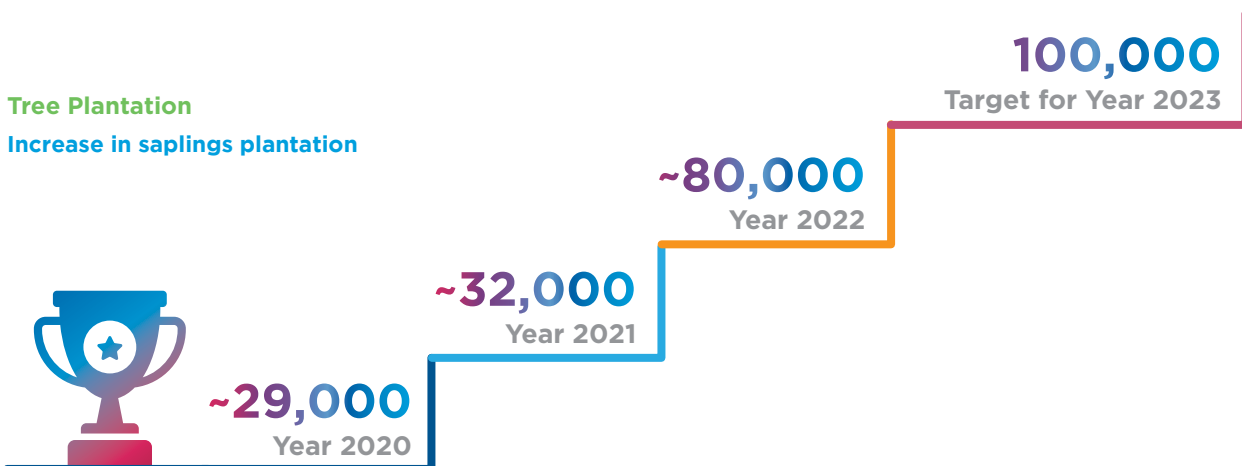 Tree Plantation
Increase in saplings plantation
100,000
Target for Year 2023
~80,000
Year 2022
~32,000
Year 2021
~29,000
Year 2020